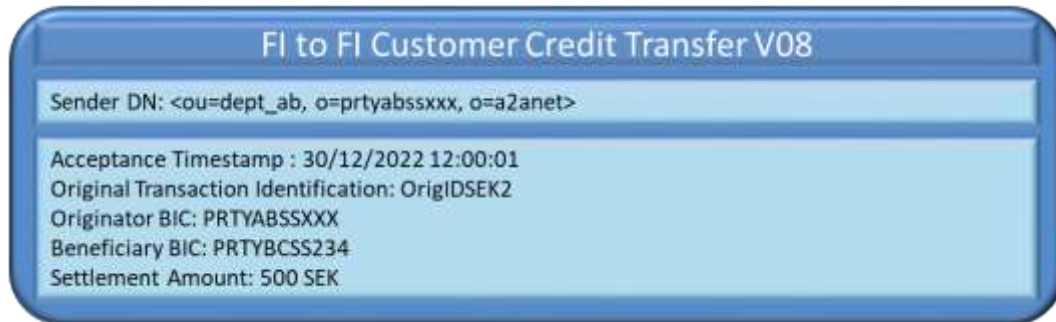 FI to FI Customer Credit Transfer V08
Sender DN: <ou=dept_ab, o=prtyabssxxx, o=a2anet>
Acceptance Timestamp : 30/12/2022 12:00:01
Original Transaction Identification: OrigIDSEK2
Originator BIC: PRTYABSSXXX
Beneficiary BIC: PRTYBCSS234
Settlement Amount: 500 SEK